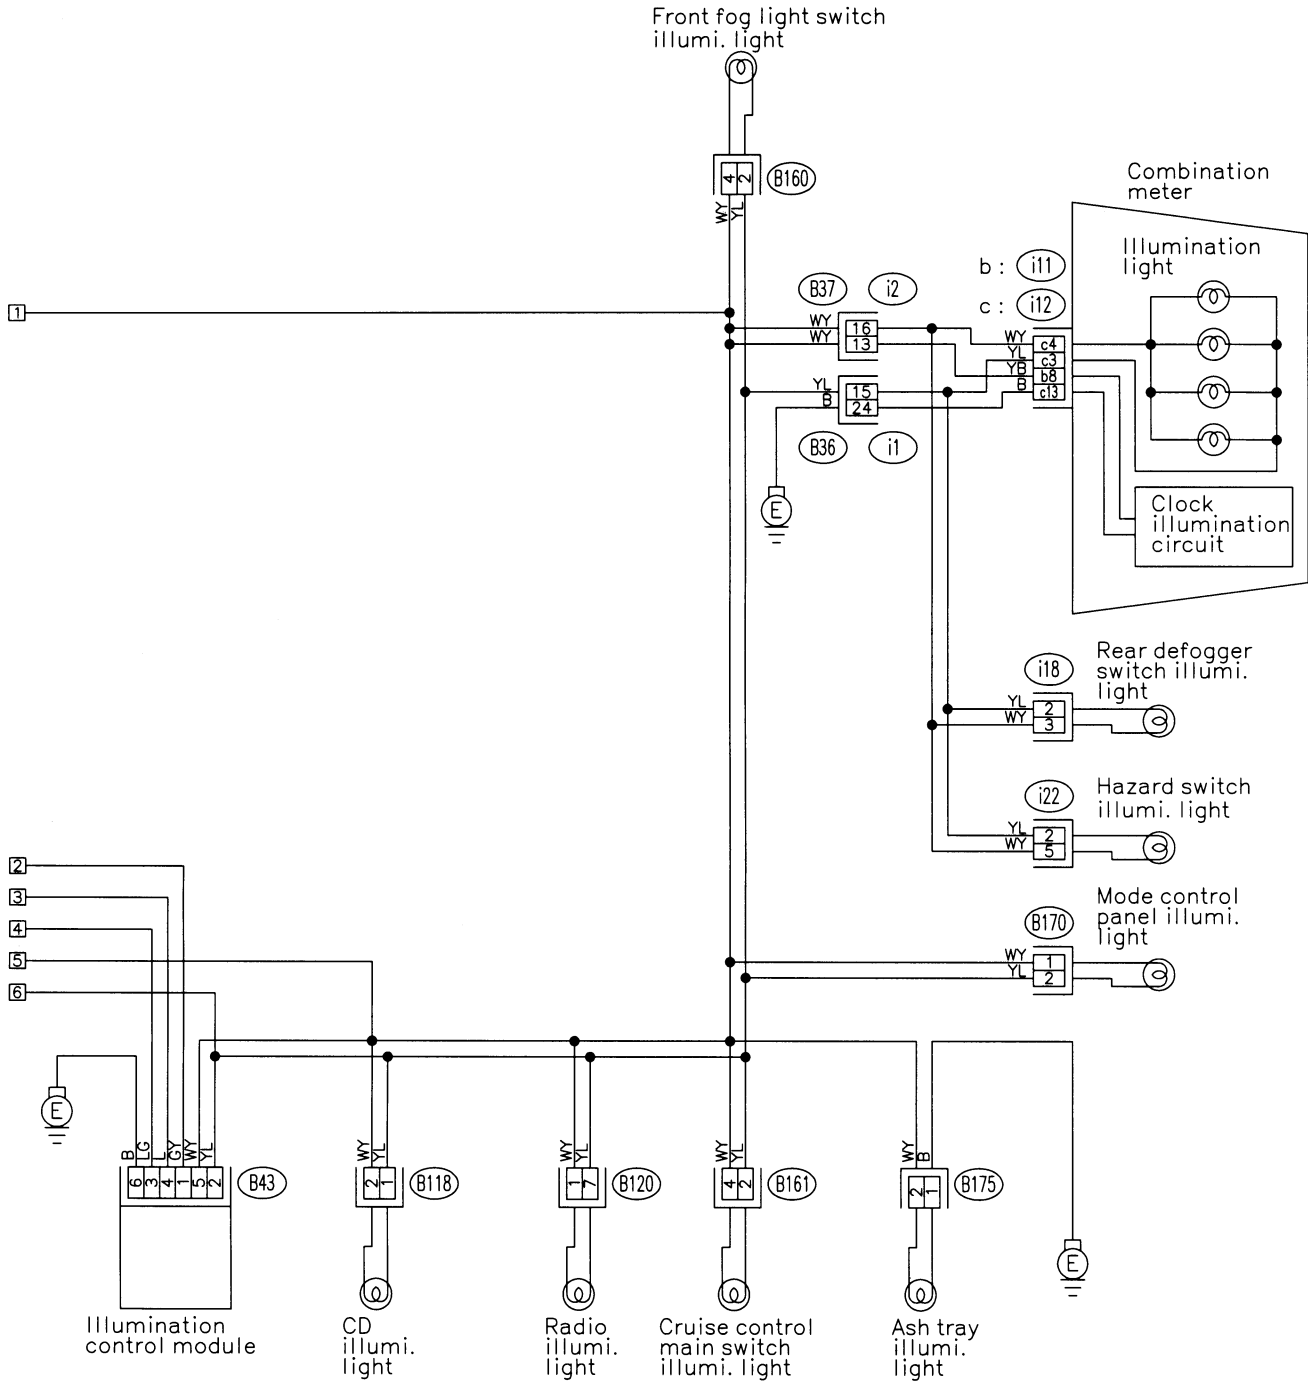 Front fog light switch
illumi. light
4 2
B160
WY YL
Combination
meter
Illumination
light
b : i11
c : i12
B37 i2
1
WY 16
WY 13
WY c4
YL c3
YB b8
B c13
YL 15
B 24
B36 i1
E
Clock
illumination
circuit
Rear defogger
switch illumi.
light
i18
YL 2
WY 3
Hazard switch
illumi. light
i22
YL 2
WY 5
2
3
4
5
6
Mode control
panel illumi.
light
B170
WY 1
YL 2
E
B LG L GY WY YL
6 3 4 1 5 2
B43
WY YL
2 1
B118
WY YL
1 7
B120
WY YL
4 2
B161
WY B
2 1
B175
E
Illumination
control module
CD
illumi.
light
Radio
illumi.
light
Cruise control
main switch
illumi. light
Ash tray
illumi.
light